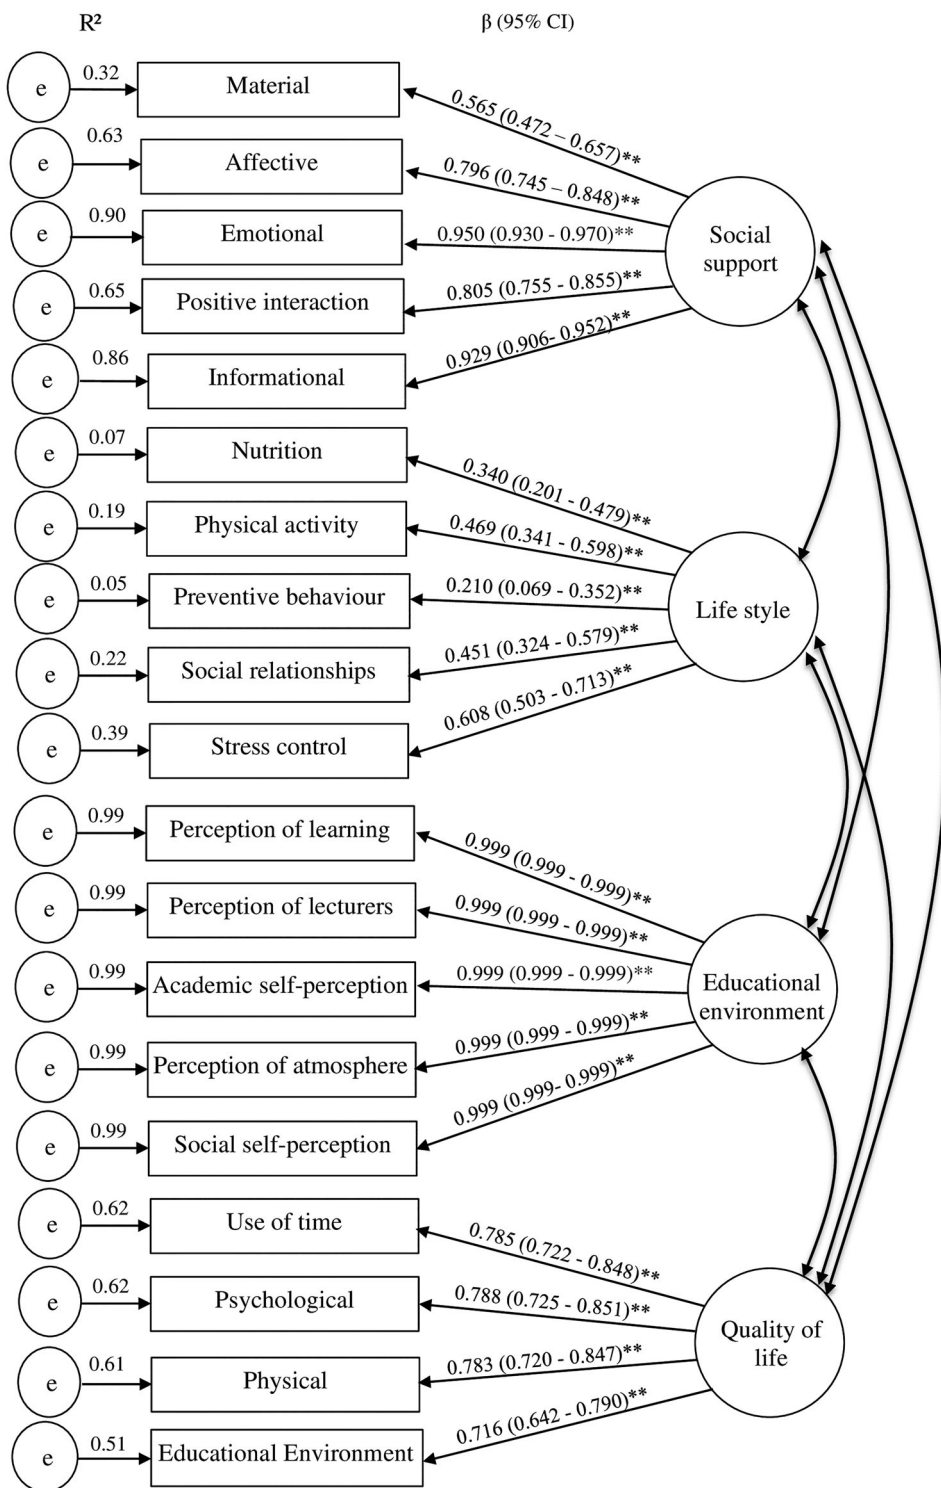 R² β (95% CI)
e 0.32 Material 0.565 (0.472 – 0.657)**
e 0.63 Affective 0.796 (0.745 – 0.848)**
e 0.90 Emotional 0.950 (0.930 - 0.970)**
e 0.65 Positive interaction 0.805 (0.755 - 0.855)**
e 0.86 Informational 0.929 (0.906- 0.952)**
Social
support
e 0.07 Nutrition 0.340 (0.201 - 0.479)**
e 0.19 Physical activity 0.469 (0.341 - 0.598)**
e 0.05 Preventive behaviour 0.210 (0.069 - 0.352)**
e 0.22 Social relationships 0.451 (0.324 - 0.579)**
e 0.39 Stress control 0.608 (0.503 - 0.713)**
Life style
e 0.99 Perception of learning 0.999 (0.999 - 0.999)**
e 0.99 Perception of lecturers 0.999 (0.999 - 0.999)**
e 0.99 Academic self-perception 0.999 (0.999 - 0.999)**
e 0.99 Perception of atmosphere 0.999 (0.999 - 0.999)**
e 0.99 Social self-perception 0.999 (0.999- 0.999)**
Educational
environment
e 0.62 Use of time 0.785 (0.722 - 0.848)**
e 0.62 Psychological 0.788 (0.725 - 0.851)**
e 0.61 Physical 0.783 (0.720 - 0.847)**
e 0.51 Educational Environment 0.716 (0.642 - 0.790)**
Quality of
life